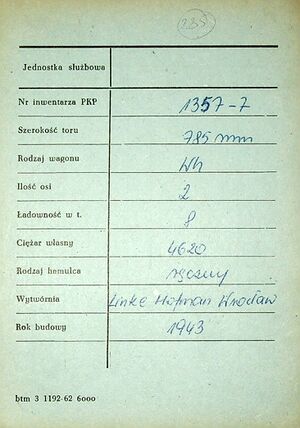 235
Jednostka służbowa
Nr inwentarza PKP 1357-7
Szerokość toru 785 mm
Rodzaj wagonu Wh
Ilość osi 2
Ładowność w t. 8
Ciężar własny 4620
Rodzaj hamulca ręczny
Wytwórnia Linke Hofman Wrocław
Rok budowy 1943
btm 3 1192-62 6000